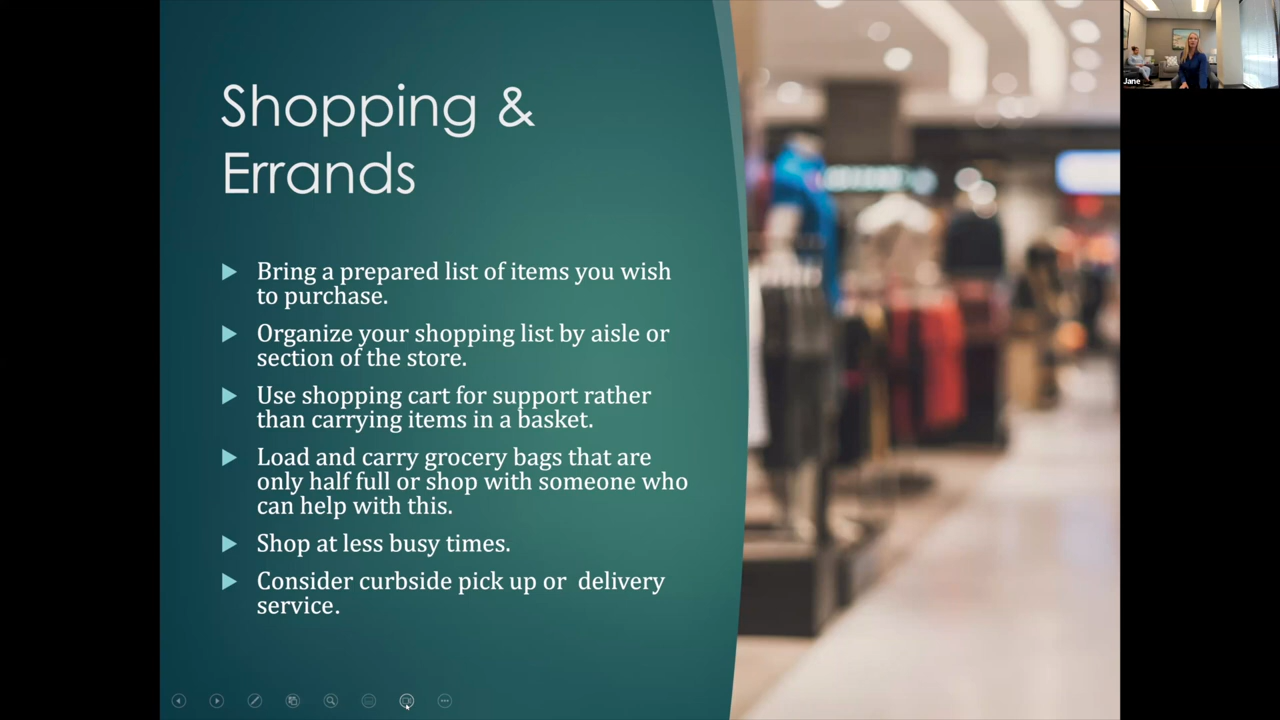 Shopping &
Errands
Bring a prepared list of items you wish
to purchase.
Organize your shopping list by aisle or
section of the store.
Use shopping cart for support rather
than carrying items in a basket.
Load and carry grocery bags that are
only half full or shop with someone who
can help with this.
Shop at less busy times.
Consider curbside pick up or  delivery
service.
Jane